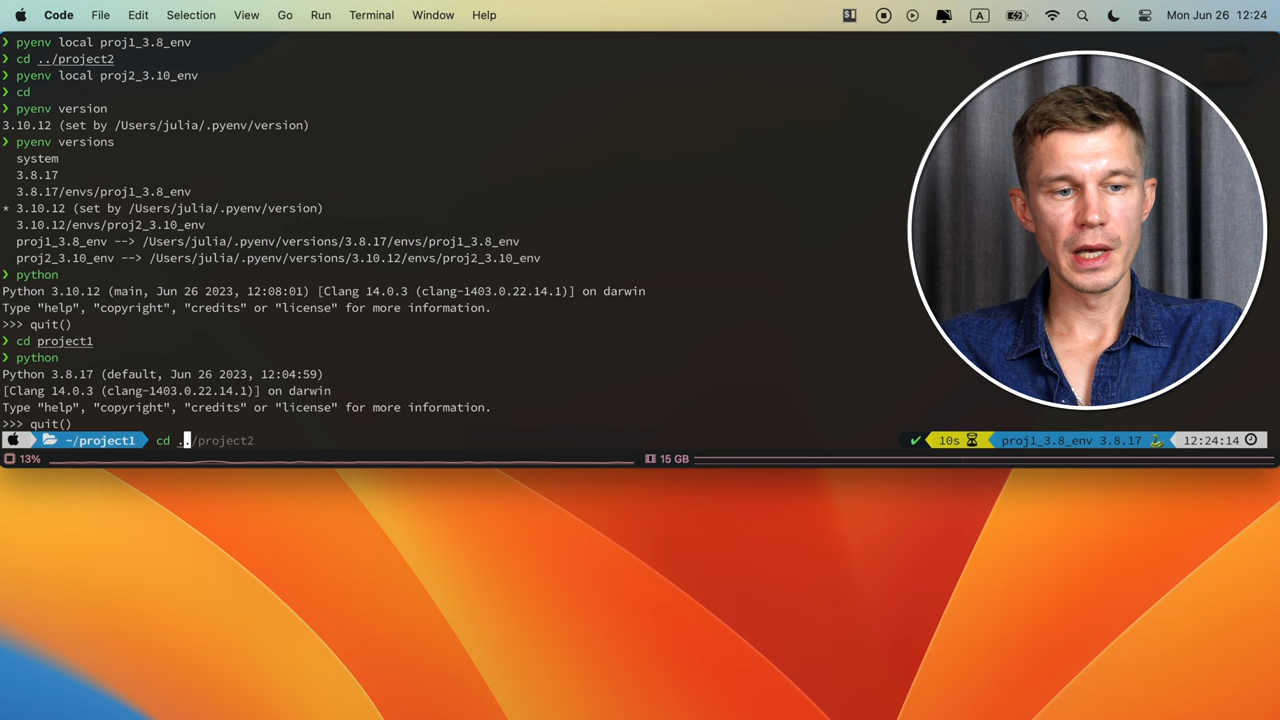 Code File Edit Selection View Go Run Terminal Window Help A Mon Jun 26 12:24
❯ pyenv local proj1_3.8_env
❯ cd ../project2
❯ pyenv local proj2_3.10_env
❯ cd
❯ pyenv version
3.10.12 (set by /Users/julia/.pyenv/version)
❯ pyenv versions
system
3.8.17
3.8.17/envs/proj1_3.8_env
* 3.10.12 (set by /Users/julia/.pyenv/version)
3.10.12/envs/proj2_3.10_env
proj1_3.8_env --> /Users/julia/.pyenv/versions/3.8.17/envs/proj1_3.8_env
proj2_3.10_env --> /Users/julia/.pyenv/versions/3.10.12/envs/proj2_3.10_env
❯ python
Python 3.10.12 (main, Jun 26 2023, 12:08:01) [Clang 14.0.3 (clang-1403.0.22.14.1)] on darwin
Type "help", "copyright", "credits" or "license" for more information.
>>> quit()
❯ cd project1
❯ python
Python 3.8.17 (default, Jun 26 2023, 12:04:59)
[Clang 14.0.3 (clang-1403.0.22.14.1)] on darwin
Type "help", "copyright", "credits" or "license" for more information.
>>> quit()
~/project1 cd ../project2 ✔ 10s proj1_3.8_env 3.8.17 12:24:14
13% 15 GB